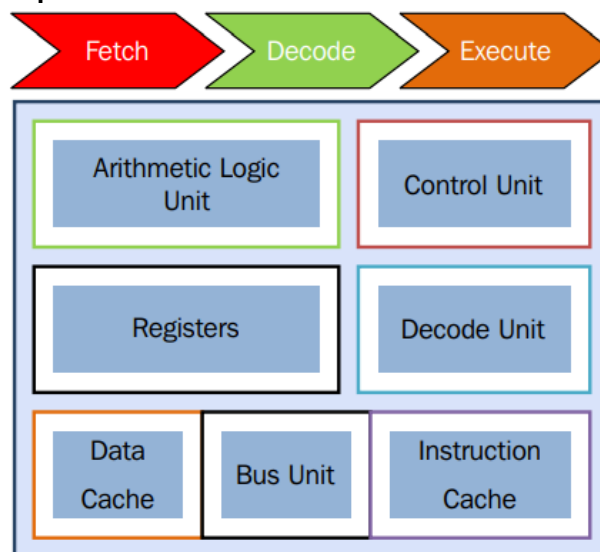 Fetch
Decode
Execute
Arithmetic Logic
Unit
Control Unit
Registers
Decode Unit
Data
Cache
Bus Unit
Instruction
Cache